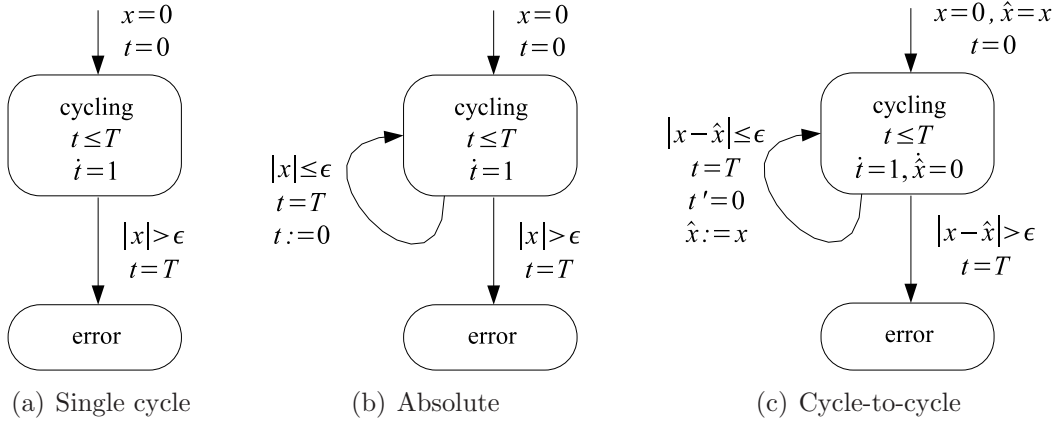 x=0
t=0
cycling
t≤T
ṫ=1
|x|>ϵ
t=T
error
(a) Single cycle
x=0
t=0
cycling
t≤T
ṫ=1
|x|≤ϵ
t=T
t:=0
|x|>ϵ
t=T
error
(b) Absolute
x=0, x̂=x
t=0
cycling
t≤T
ṫ=1, x̂̇=0
|x−x̂|≤ϵ
t=T
t'=0
x̂:=x
|x−x̂|>ϵ
t=T
error
(c) Cycle-to-cycle